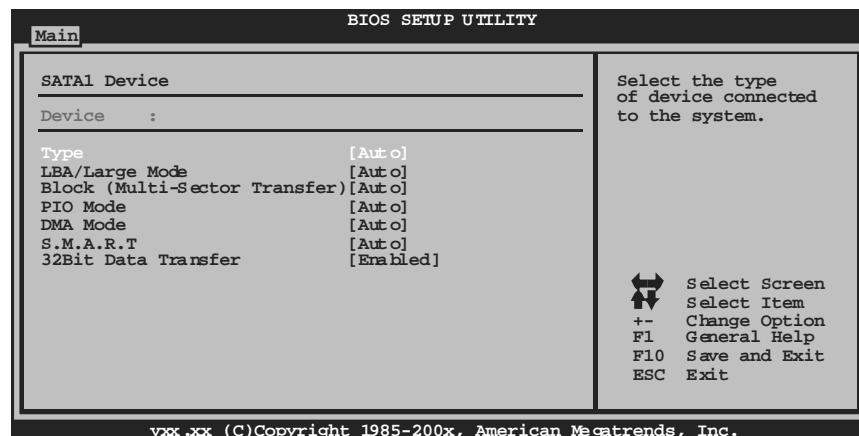 BIOS SETUP UTILITY
Main
SATA1 Device
Device :
Type [Auto]
LBA/Large Mode [Auto]
Block (Multi-Sector Transfer)[Auto]
PIO Mode [Auto]
DMA Mode [Auto]
S.M.A.R.T [Auto]
32Bit Data Transfer [Enabled]
Select the type
of device connected
to the system.
Select Screen
Select Item
+- Change Option
F1 General Help
F10 Save and Exit
ESC Exit
vxx.xx (C)Copyright 1985-200x, American Megatrends, Inc.